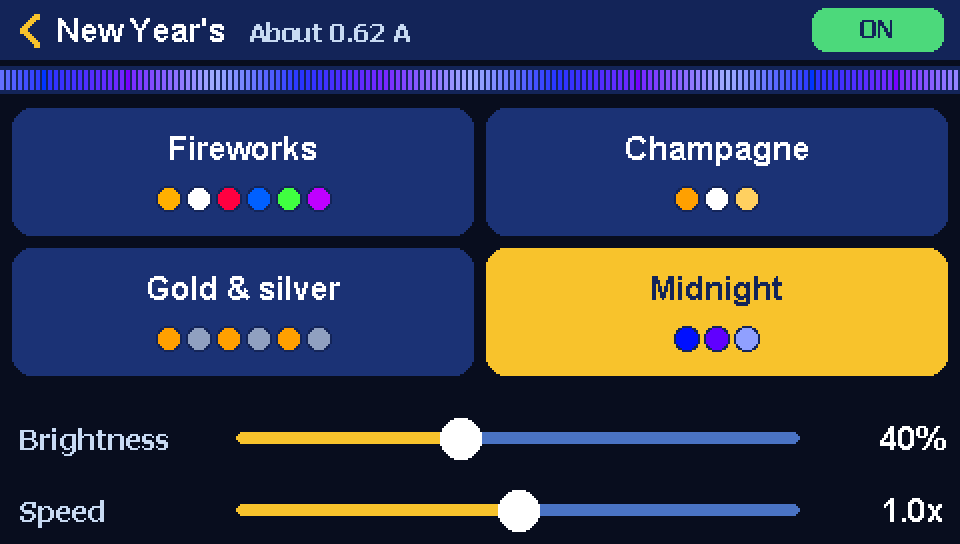 New Year's About 0.62 A ON
Fireworks Champagne
Gold & silver Midnight
Brightness 40%
Speed 1.0x